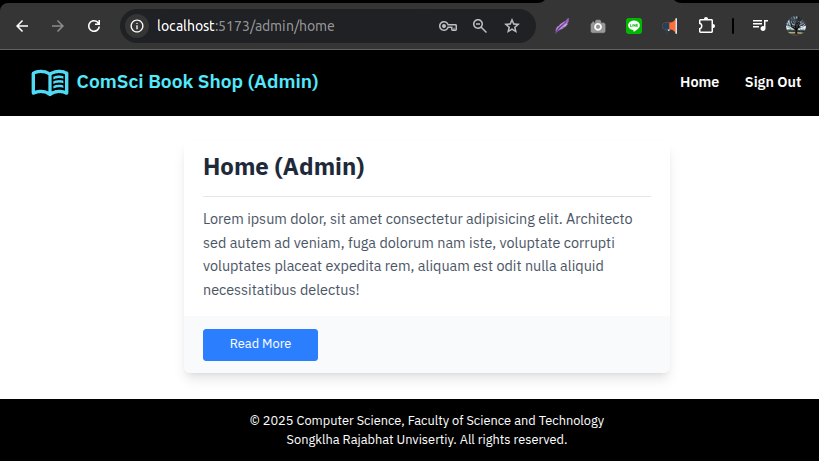 localhost:5173/admin/home
LINE
ComSci Book Shop (Admin)
Home
Sign Out
Home (Admin)
Lorem ipsum dolor, sit amet consectetur adipisicing elit. Architecto
sed autem ad veniam, fuga dolorum nam iste, voluptate corrupti
voluptates placeat expedita rem, aliquam est odit nulla aliquid
necessitatibus delectus!
Read More
© 2025 Computer Science, Faculty of Science and Technology
Songklha Rajabhat Unvisertiy. All rights reserved.